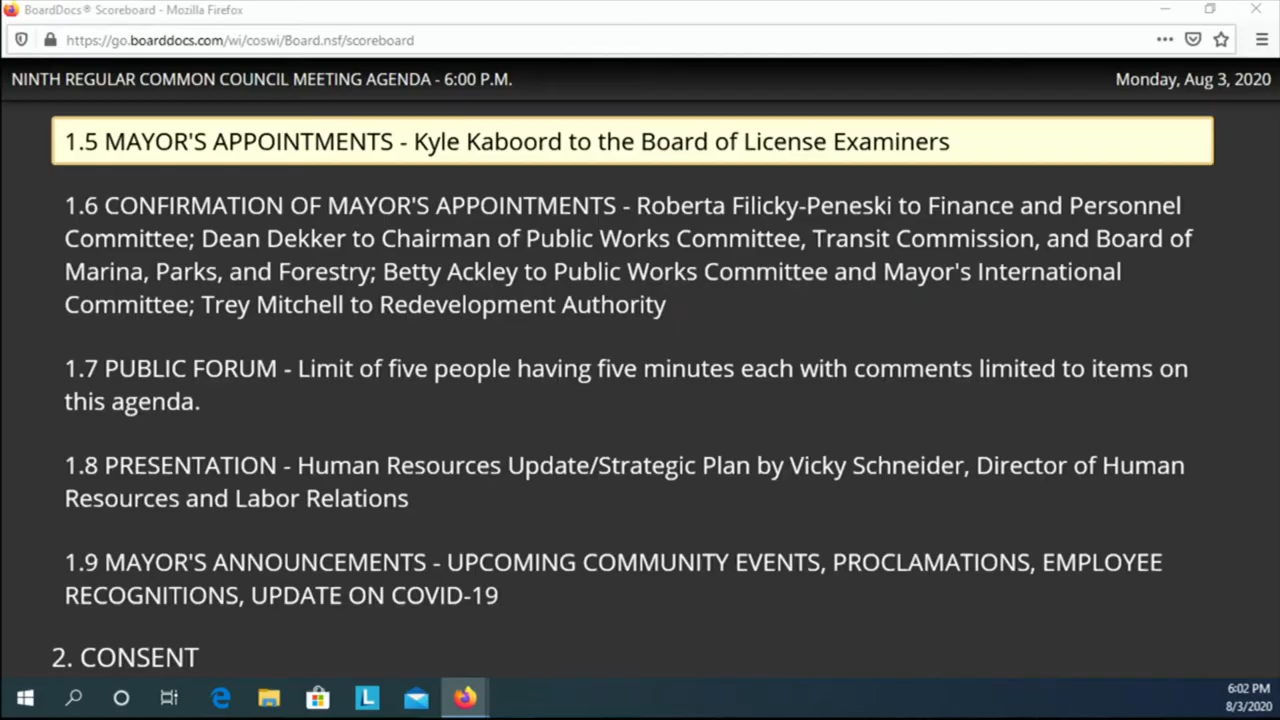 BoardDocs® Scoreboard - Mozilla Firefox
https://go.boarddocs.com/wi/coswi/Board.nsf/scoreboard
NINTH REGULAR COMMON COUNCIL MEETING AGENDA - 6:00 P.M. Monday, Aug 3, 2020
1.5 MAYOR'S APPOINTMENTS - Kyle Kaboord to the Board of License Examiners
1.6 CONFIRMATION OF MAYOR'S APPOINTMENTS - Roberta Filicky-Peneski to Finance and Personnel
Committee; Dean Dekker to Chairman of Public Works Committee, Transit Commission, and Board of
Marina, Parks, and Forestry; Betty Ackley to Public Works Committee and Mayor's International
Committee; Trey Mitchell to Redevelopment Authority
1.7 PUBLIC FORUM - Limit of five people having five minutes each with comments limited to items on
this agenda.
1.8 PRESENTATION - Human Resources Update/Strategic Plan by Vicky Schneider, Director of Human
Resources and Labor Relations
1.9 MAYOR'S ANNOUNCEMENTS - UPCOMING COMMUNITY EVENTS, PROCLAMATIONS, EMPLOYEE
RECOGNITIONS, UPDATE ON COVID-19
2. CONSENT
L
6:02 PM
8/3/2020